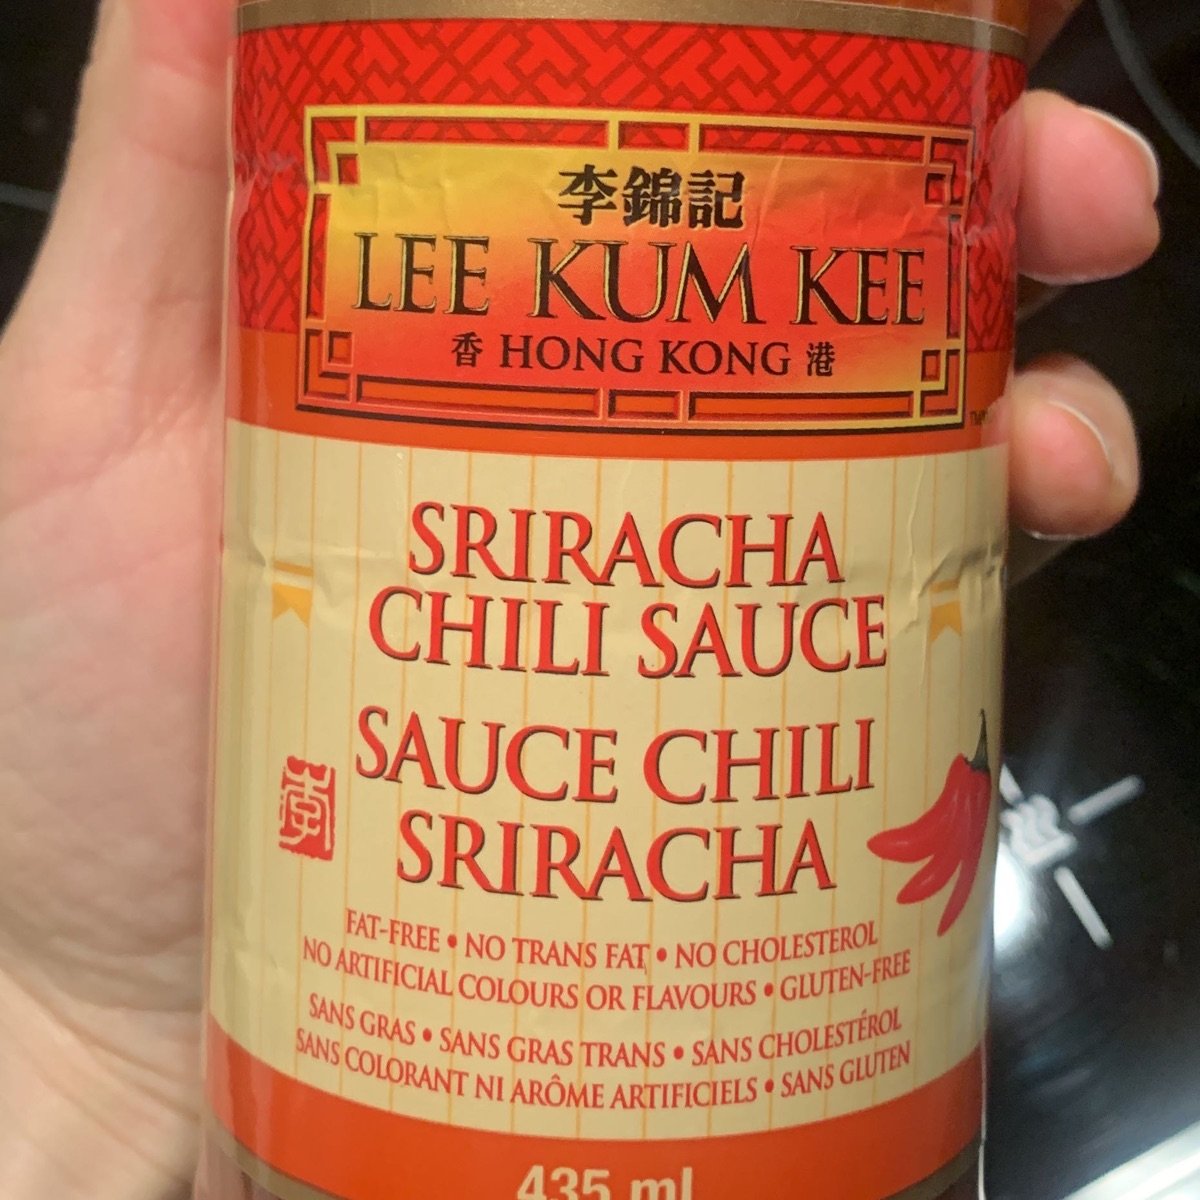 李錦記
LEE KUM KEE
香 HONG KONG 港
SRIRACHA
CHILI SAUCE
SAUCE CHILI
SRIRACHA
李
FAT-FREE • NO TRANS FAT • NO CHOLESTEROL
NO ARTIFICIAL COLOURS OR FLAVOURS • GLUTEN-FREE
SANS GRAS • SANS GRAS TRANS • SANS CHOLESTÉROL
SANS COLORANT NI ARÔME ARTIFICIELS • SANS GLUTEN
435 ml